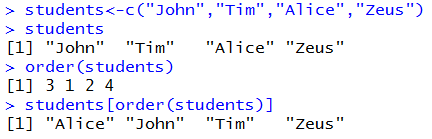 > students<-c("John","Tim","Alice","Zeus")
> students
[1] "John"  "Tim"   "Alice" "Zeus"
> order(students)
[1] 3 1 2 4
> students[order(students)]
[1] "Alice" "John"  "Tim"   "Zeus"